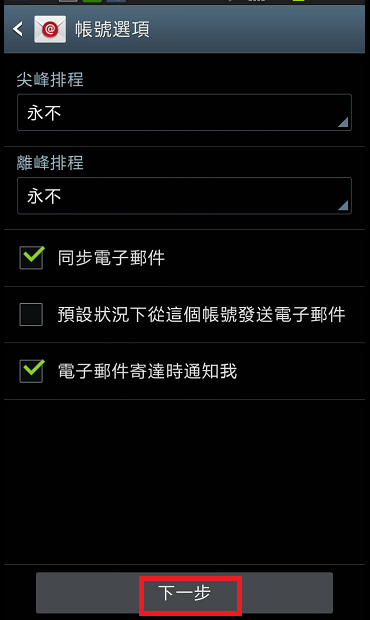 帳號選項
尖峰排程
永不
離峰排程
永不
同步電子郵件
預設狀況下從這個帳號發送電子郵件
電子郵件寄達時通知我
下一步